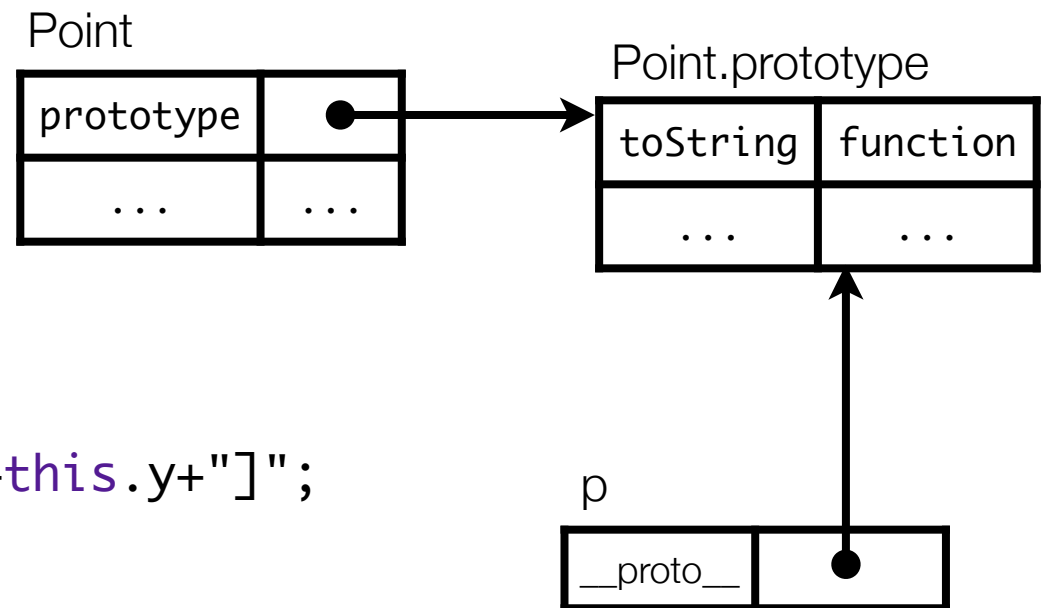 Point
prototype
... ...
Point.prototype
toString function
... ...
this.y+"]";
p
__proto__